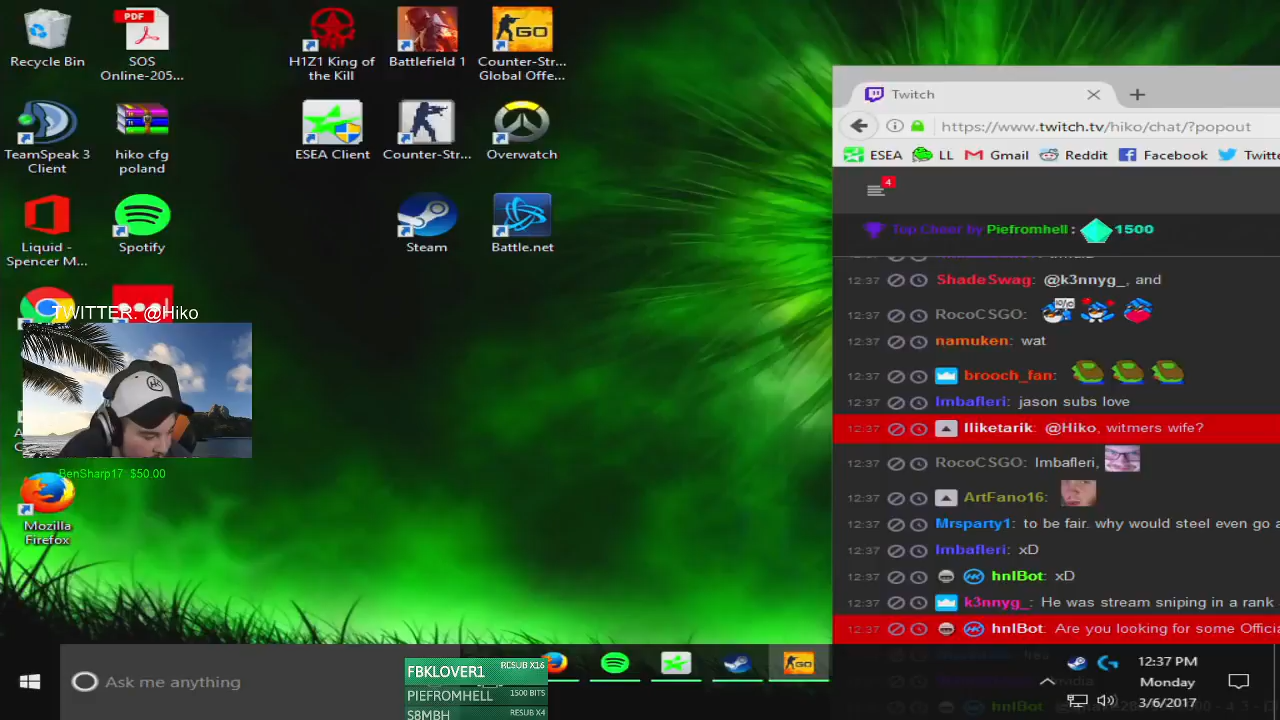 Recycle Bin
SOS
Online-205...
H1Z1 King of
the Kill
Battlefield 1
Counter-Str...
Global Offe...
TeamSpeak 3
Client
hiko cfg
poland
ESEA Client
Counter-Str...
Overwatch
Liquid -
Spencer M...
Spotify
Steam
Battle.net
TWITTER: @Hiko
BenSharp17: $50.00
Mozilla
Firefox
Twitch
https://www.twitch.tv/hiko/chat/?popout
ESEA LL Gmail Reddit Facebook Twitte
4
Top Cheer by Piefromhell : 1500
12:37 ShadeSwag: @k3nnyg_, and
12:37 RocoCSGO:
12:37 namuken: wat
12:37 brooch_fan:
12:37 Imbafleri: jason subs love
12:37 Iliketarik: @Hiko, witmers wife?
12:37 RocoCSGO: Imbafleri,
12:37 ArtFano16:
12:37 Mrsparty1: to be fair. why would steel even go a
12:37 Imbafleri: xD
12:37 hnlBot: xD
12:37 k3nnyg_: He was stream sniping in a rank
12:37 hnlBot: Are you looking for some Officia
Ask me anything
FBKLOVER1 RESUB X16
PIEFROMHELL 1500 BITS
S8MBH RESUB X4
12:37 PM
Monday
3/6/2017